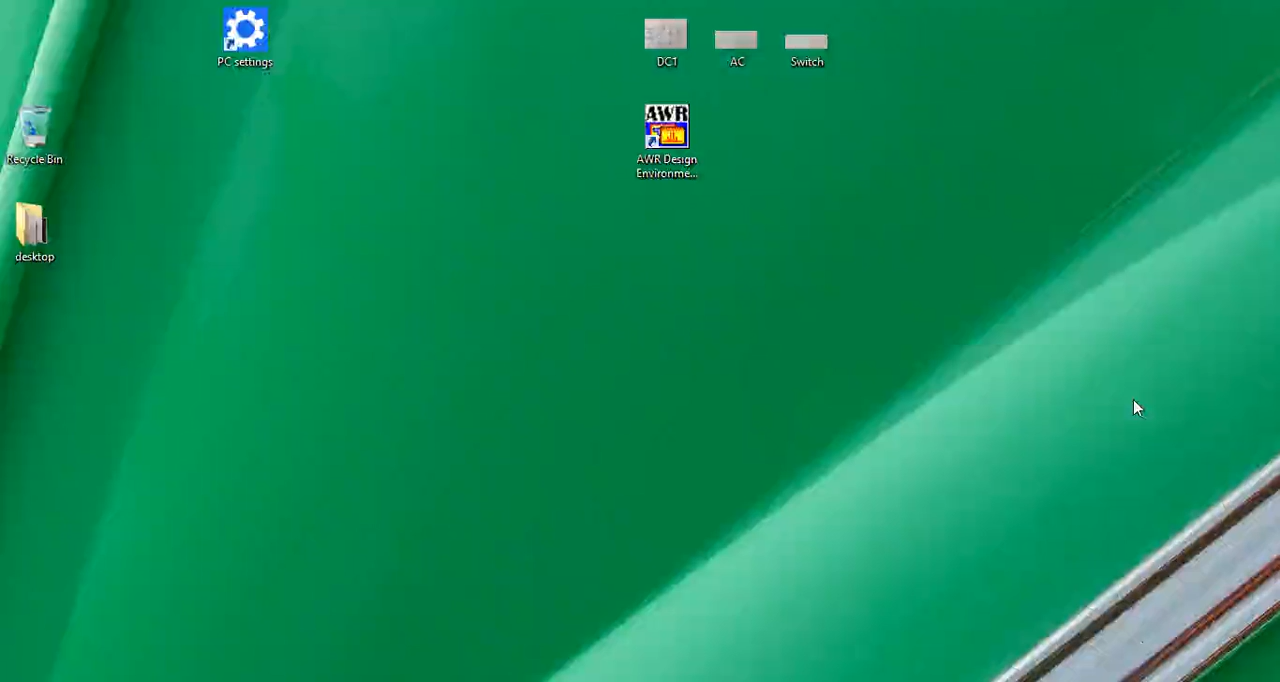 PC settings
DC1
AC
Switch
Recycle Bin
AWR
AWR Design
Environme...
desktop